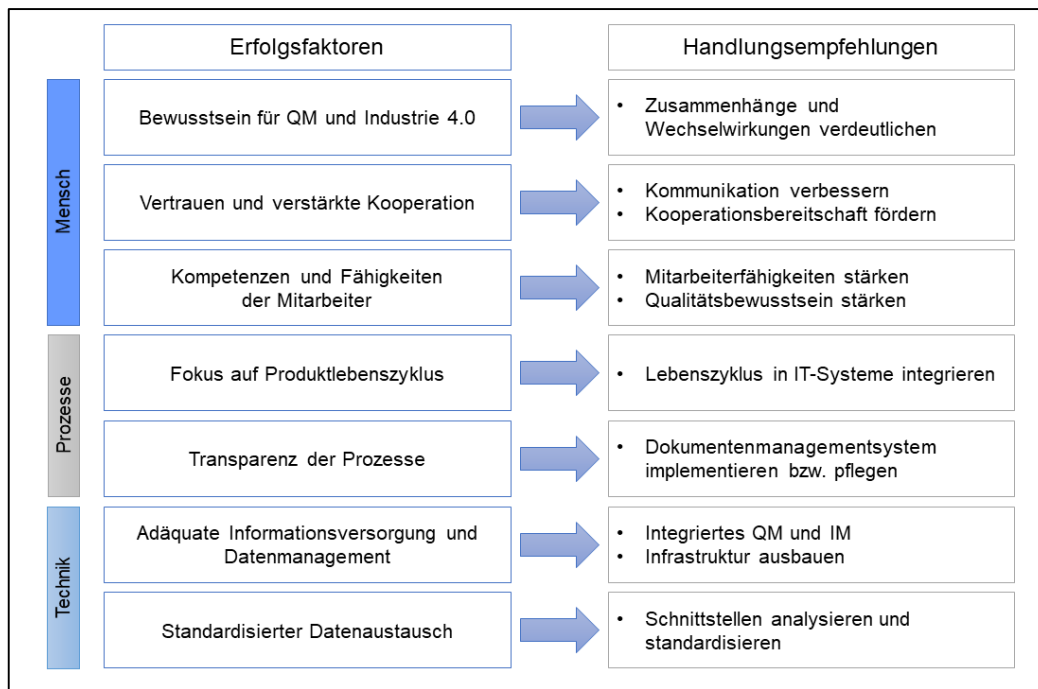 Erfolgsfaktoren
Handlungsempfehlungen
Mensch
Bewusstsein für QM und Industrie 4.0
• Zusammenhänge und
Wechselwirkungen verdeutlichen
Vertrauen und verstärkte Kooperation
• Kommunikation verbessern
• Kooperationsbereitschaft fördern
Kompetenzen und Fähigkeiten
der Mitarbeiter
• Mitarbeiterfähigkeiten stärken
• Qualitätsbewusstsein stärken
Prozesse
Fokus auf Produktlebenszyklus
• Lebenszyklus in IT-Systeme integrieren
Transparenz der Prozesse
• Dokumentenmanagementsystem
implementieren bzw. pflegen
Technik
Adäquate Informationsversorgung und
Datenmanagement
• Integriertes QM und IM
• Infrastruktur ausbauen
Standardisierter Datenaustausch
• Schnittstellen analysieren und
standardisieren